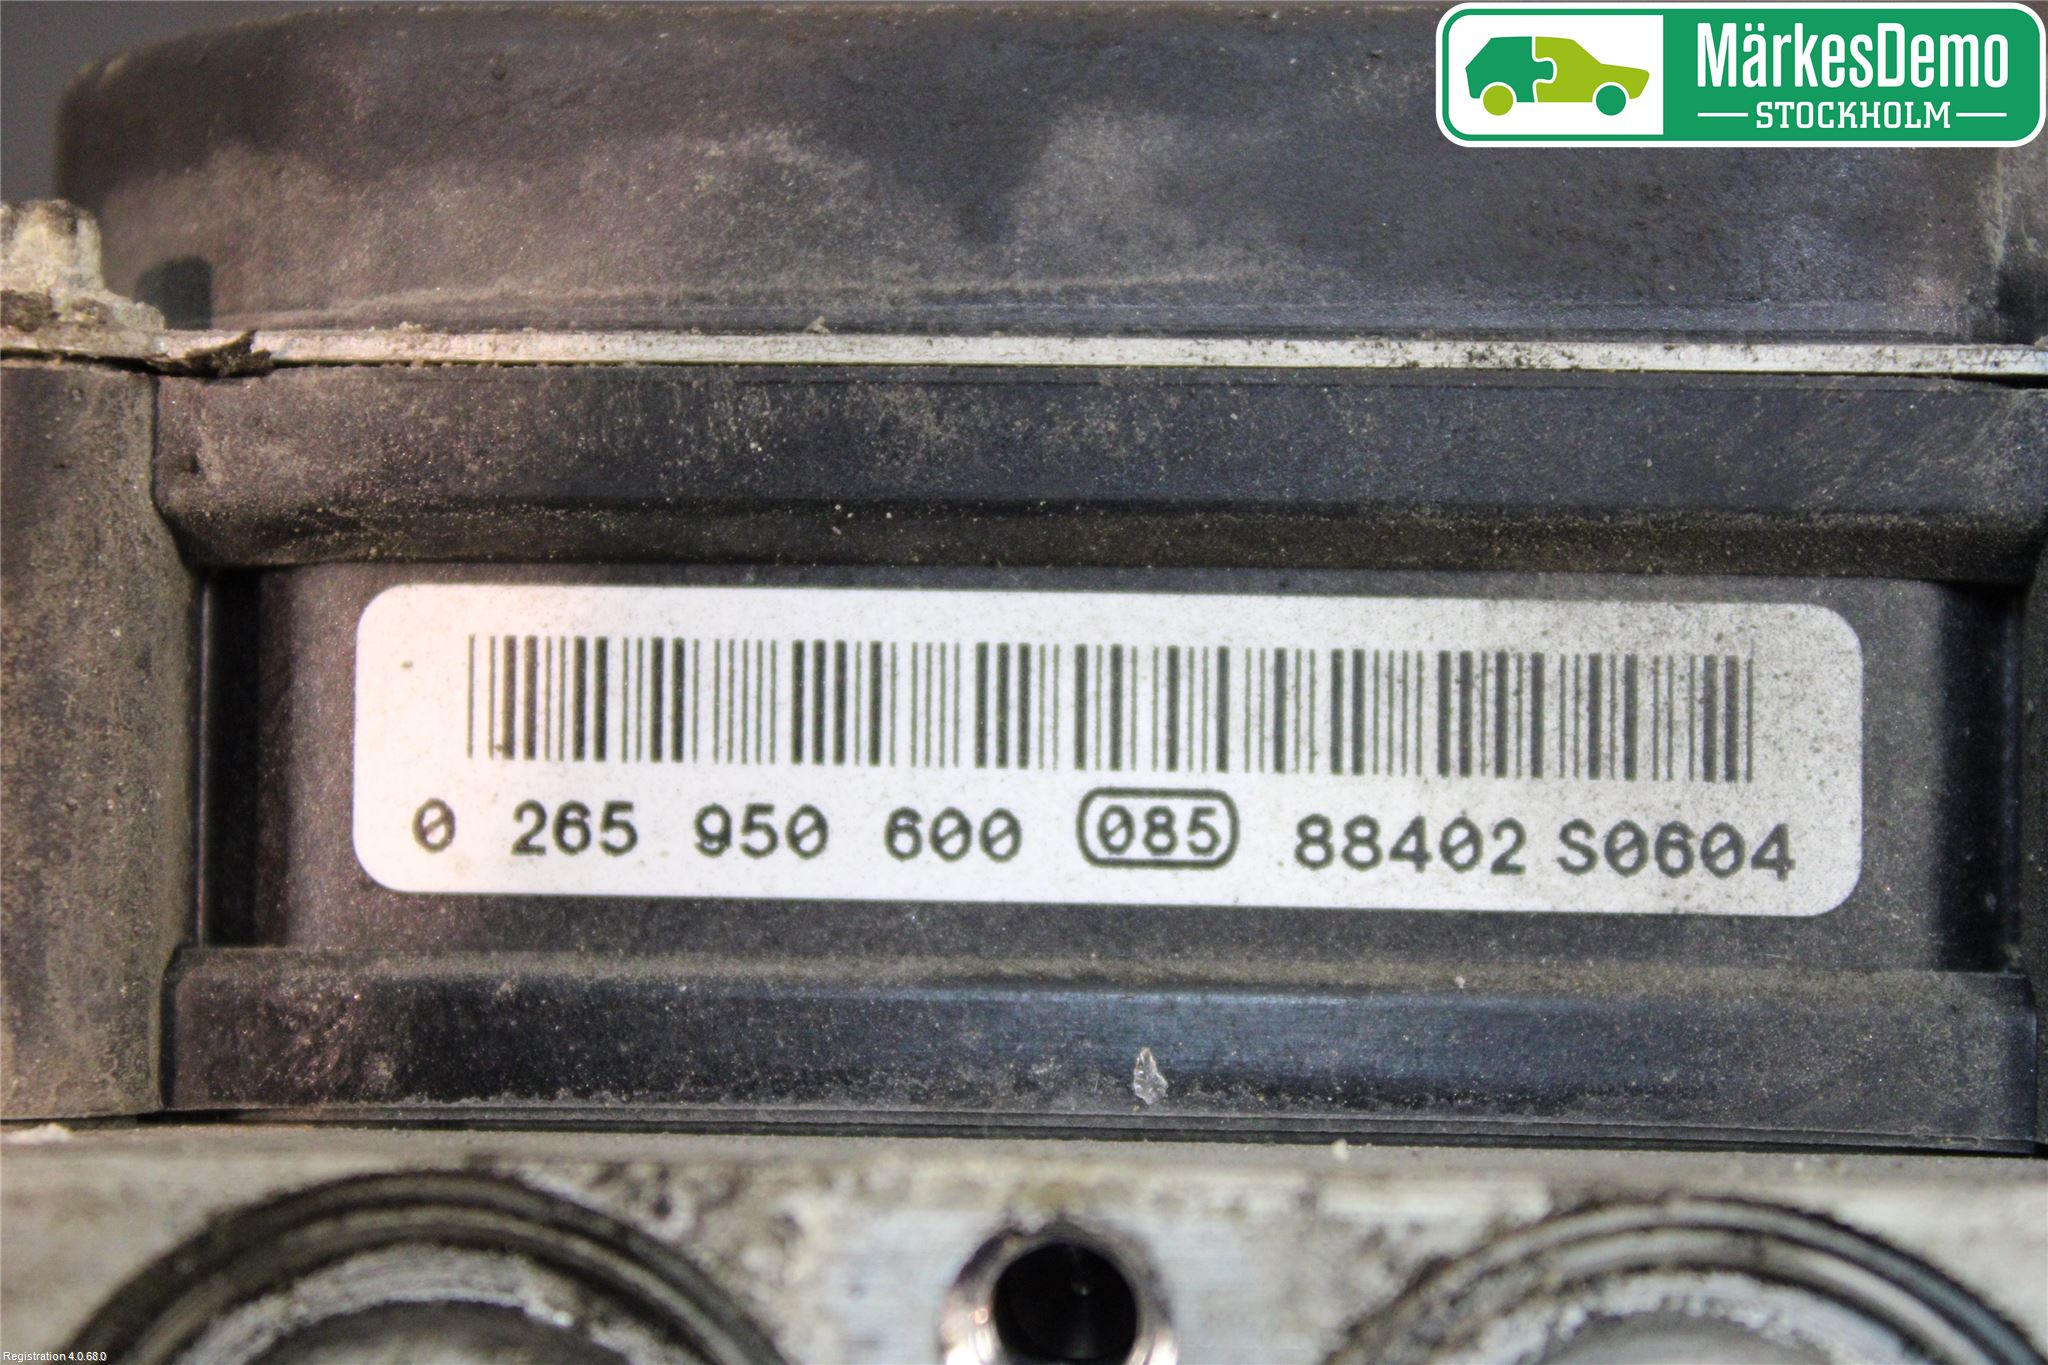 MärkesDemo
STOCKHOLM
0 265 950 600 085 88402 S0604
Registration 4.0.68.0